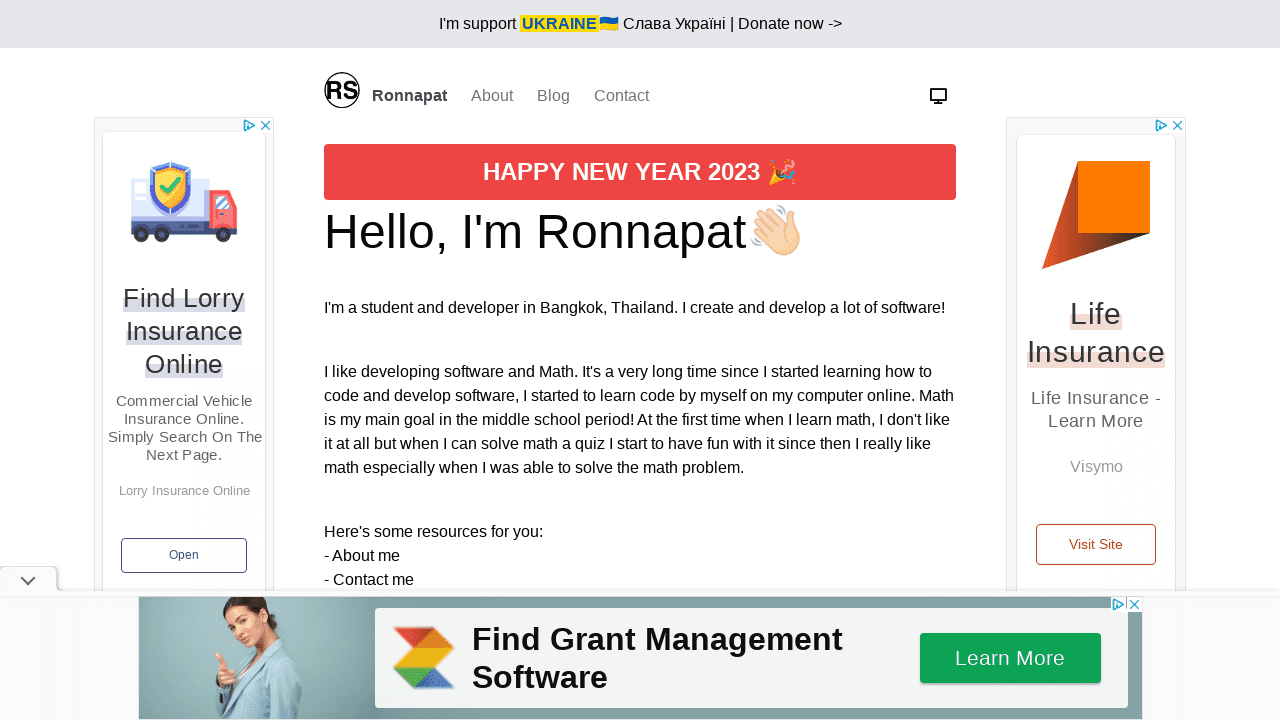 I'm support UKRAINE🇺🇦 Слава Україні | Donate now ->
RS Ronnapat About Blog Contact
HAPPY NEW YEAR 2023 🎉
Hello, I'm Ronnapat👋🏻
I'm a student and developer in Bangkok, Thailand. I create and develop a lot of software!
I like developing software and Math. It's a very long time since I started learning how to
code and develop software, I started to learn code by myself on my computer online. Math
is my main goal in the middle school period! At the first time when I learn math, I don't like
it at all but when I can solve math a quiz I start to have fun with it since then I really like
math especially when I was able to solve the math problem.
Here's some resources for you:
- About me
- Contact me
Find Lorry
Insurance
Online
Commercial Vehicle
Insurance Online.
Simply Search On The
Next Page.
Lorry Insurance Online
Open
Life
Insurance
Life Insurance -
Learn More
Visymo
Visit Site
Find Grant Management
Software
Learn More